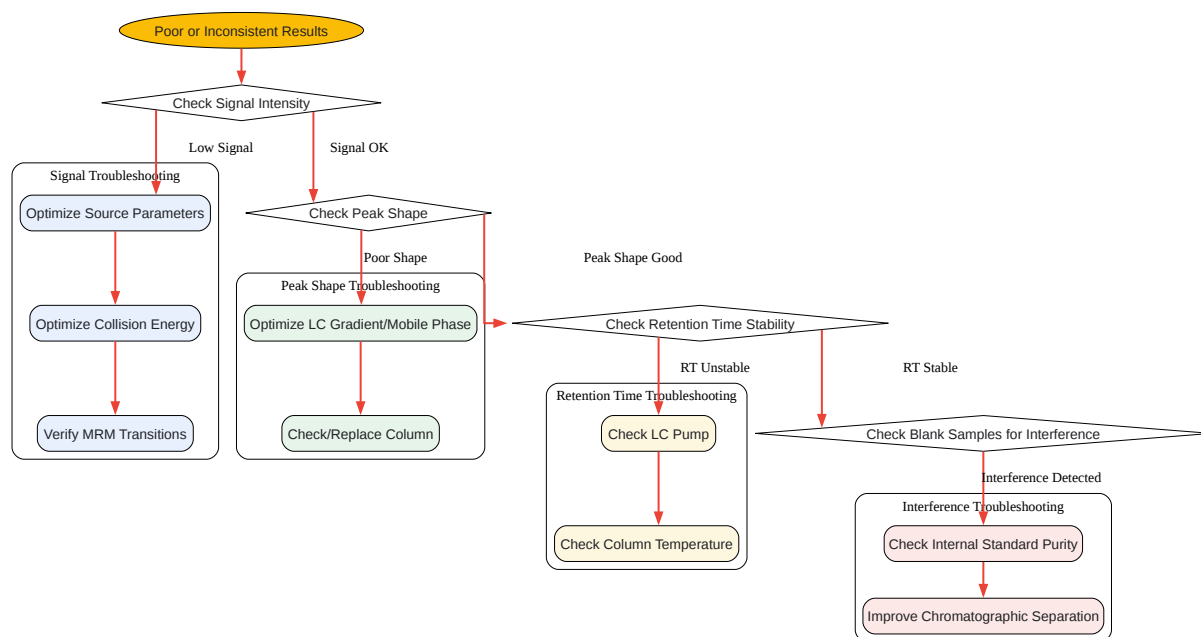 Poor or Inconsistent Results
Check Signal Intensity
Low Signal
Signal OK
Signal Troubleshooting
Optimize Source Parameters
Check Peak Shape
Poor Shape
Peak Shape Good
Peak Shape Troubleshooting
Optimize Collision Energy
Optimize LC Gradient/Mobile Phase
Check Retention Time Stability
RT Unstable
RT Stable
Retention Time Troubleshooting
Verify MRM Transitions
Check/Replace Column
Check LC Pump
Check Blank Samples for Interference
Interference Detected
Interference Troubleshooting
Check Column Temperature
Check Internal Standard Purity
Improve Chromatographic Separation